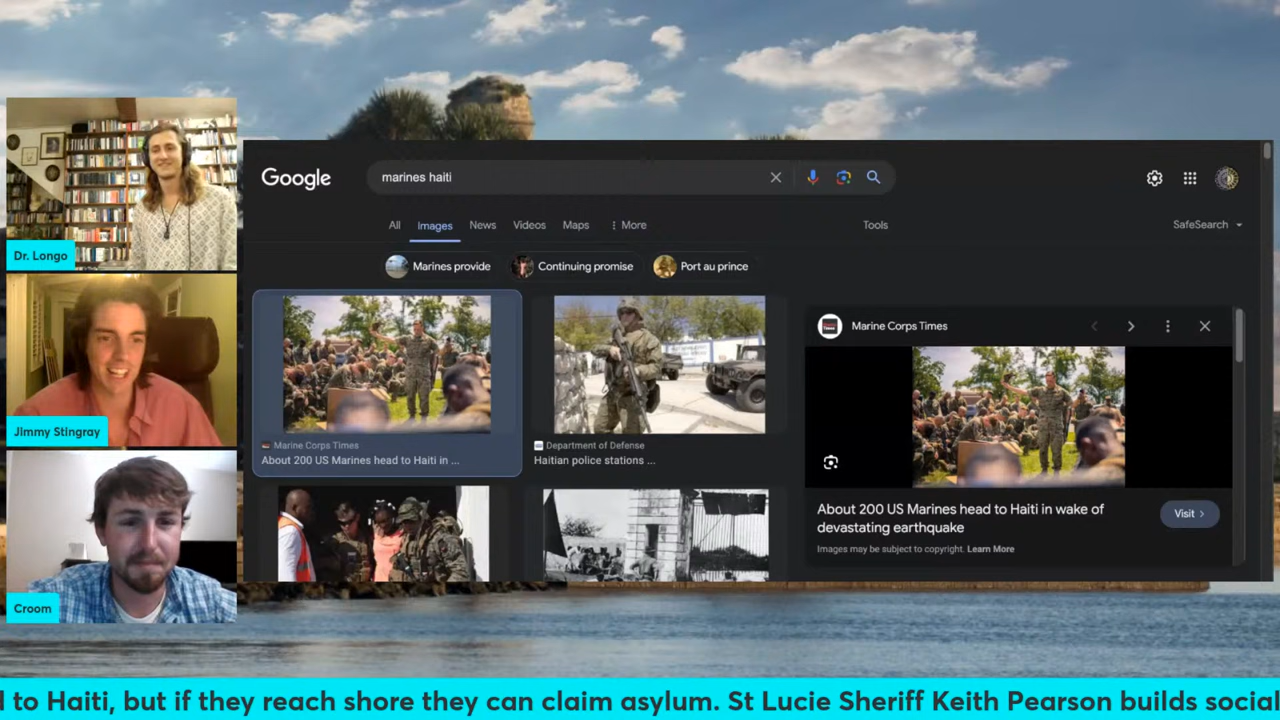 Dr. Longo
Jimmy Stingray
Croom
Google
marines haiti
All Images News Videos Maps More Tools SafeSearch
Marines provide Continuing promise Port au prince
Marine Corps Times
About 200 US Marines head to Haiti in ...
Department of Defense
Haitian police stations ...
Marine Corps Times
About 200 US Marines head to Haiti in wake of
devastating earthquake
Visit
Images may be subject to copyright. Learn More
to Haiti, but if they reach shore they can claim asylum. St Lucie Sheriff Keith Pearson builds social